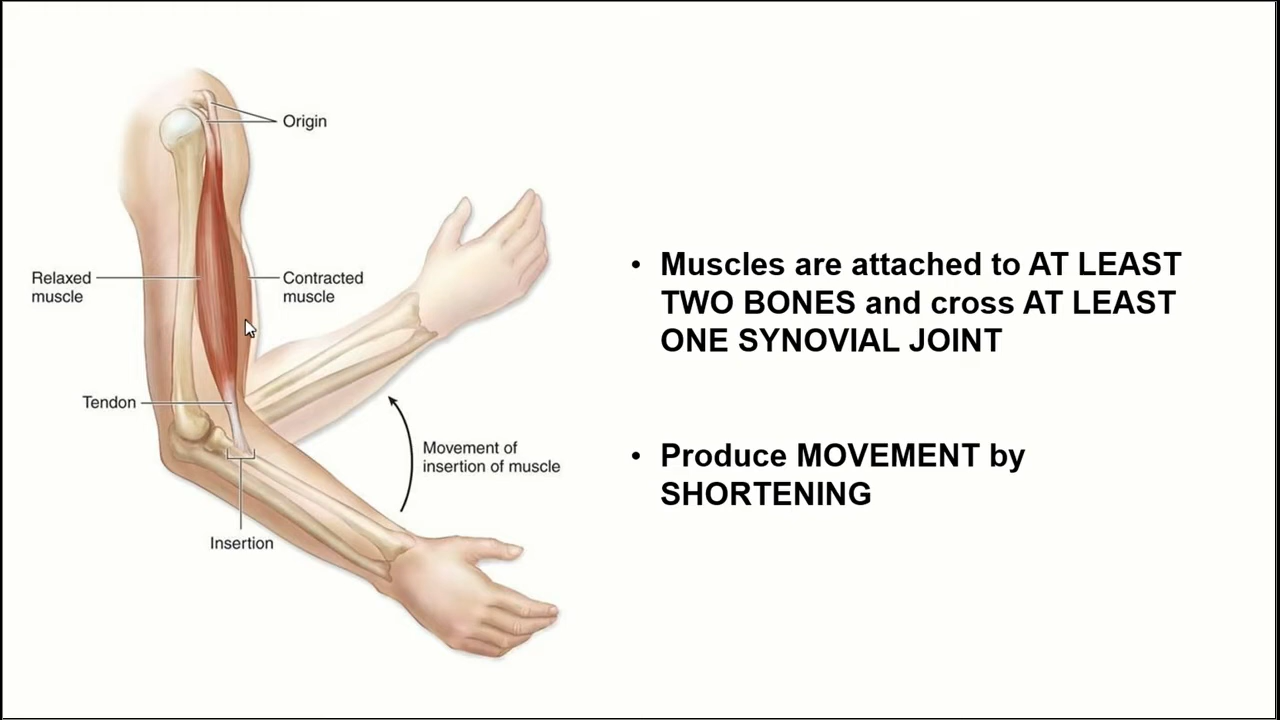 Origin
Relaxed
muscle
Contracted
muscle
Tendon
Movement of
insertion of muscle
Insertion
• Muscles are attached to AT LEAST
TWO BONES and cross AT LEAST
ONE SYNOVIAL JOINT
• Produce MOVEMENT by
SHORTENING